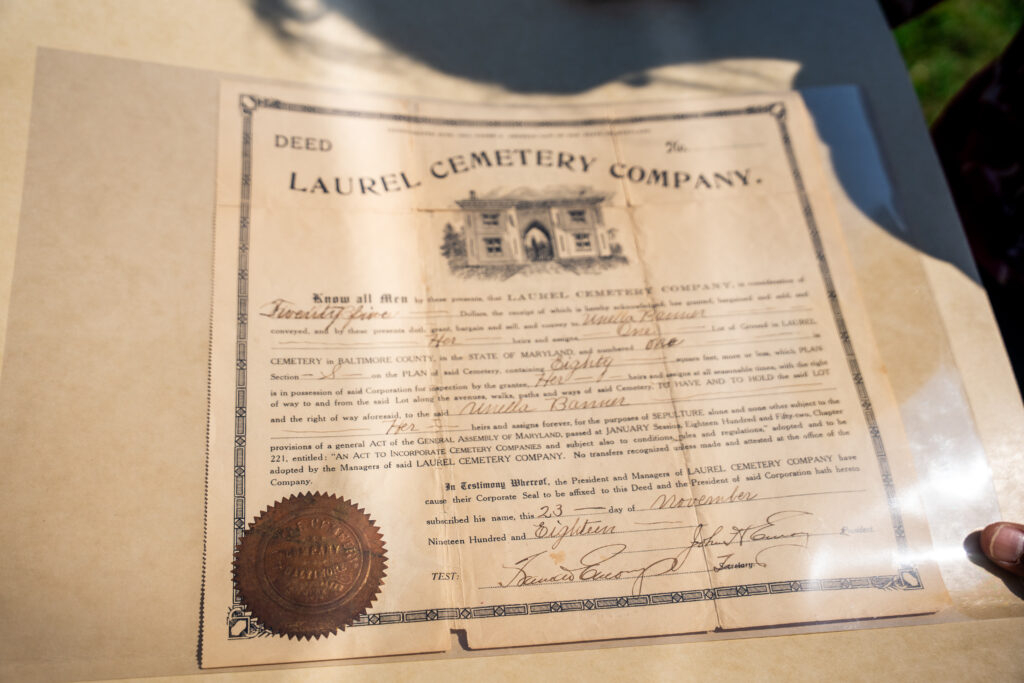 DEED
No.
LAUREL CEMETERY COMPANY.
Know all Men by these presents, that LAUREL CEMETERY COMPANY, in consideration of
Twenty five Dollars, the receipt of which is hereby acknowledged, has granted, bargained and sold, and
conveyed, and by these presents doth grant, bargain and sell, and convey to Banner
Her heirs and assigns, One Lot of Ground in LAUREL
CEMETERY in BALTIMORE COUNTY, in the STATE OF MARYLAND, and numbered One in
Section on the PLAN of said Cemetery, containing Eighty square feet, more or less, which PLAN
is in possession of said Corporation for inspection by the grantee, Her heirs and assigns at all seasonable times, with the right
of way to and from the said Lot along the avenues, walks, paths and ways of said Cemetery. TO HAVE AND TO HOLD the said LOT
and the right of way aforesaid, to the said Banner
Her heirs and assigns forever, for the purposes of SEPULTURE, alone and none other subject to the
provisions of a general ACT of the GENERAL ASSEMBLY OF MARYLAND, passed at JANUARY Session, Eighteen Hundred and Fifty-two, Chapter
221, entitled: "AN ACT TO INCORPORATE CEMETERY COMPANIES and subject also to conditions, rules and regulations," adopted and to be
adopted by the Managers of said LAUREL CEMETERY COMPANY. No transfers recognized unless made and attested at the office of the
Company.
In Testimony Whereof, the President and Managers of LAUREL CEMETERY COMPANY have
cause their Corporate Seal to be affixed to this Deed and the President of said Corporation hath hereto
subscribed his name, this 23 day of November
Nineteen Hundred and Eighteen
John H Emory President
TEST:
Emory Jr Secretary